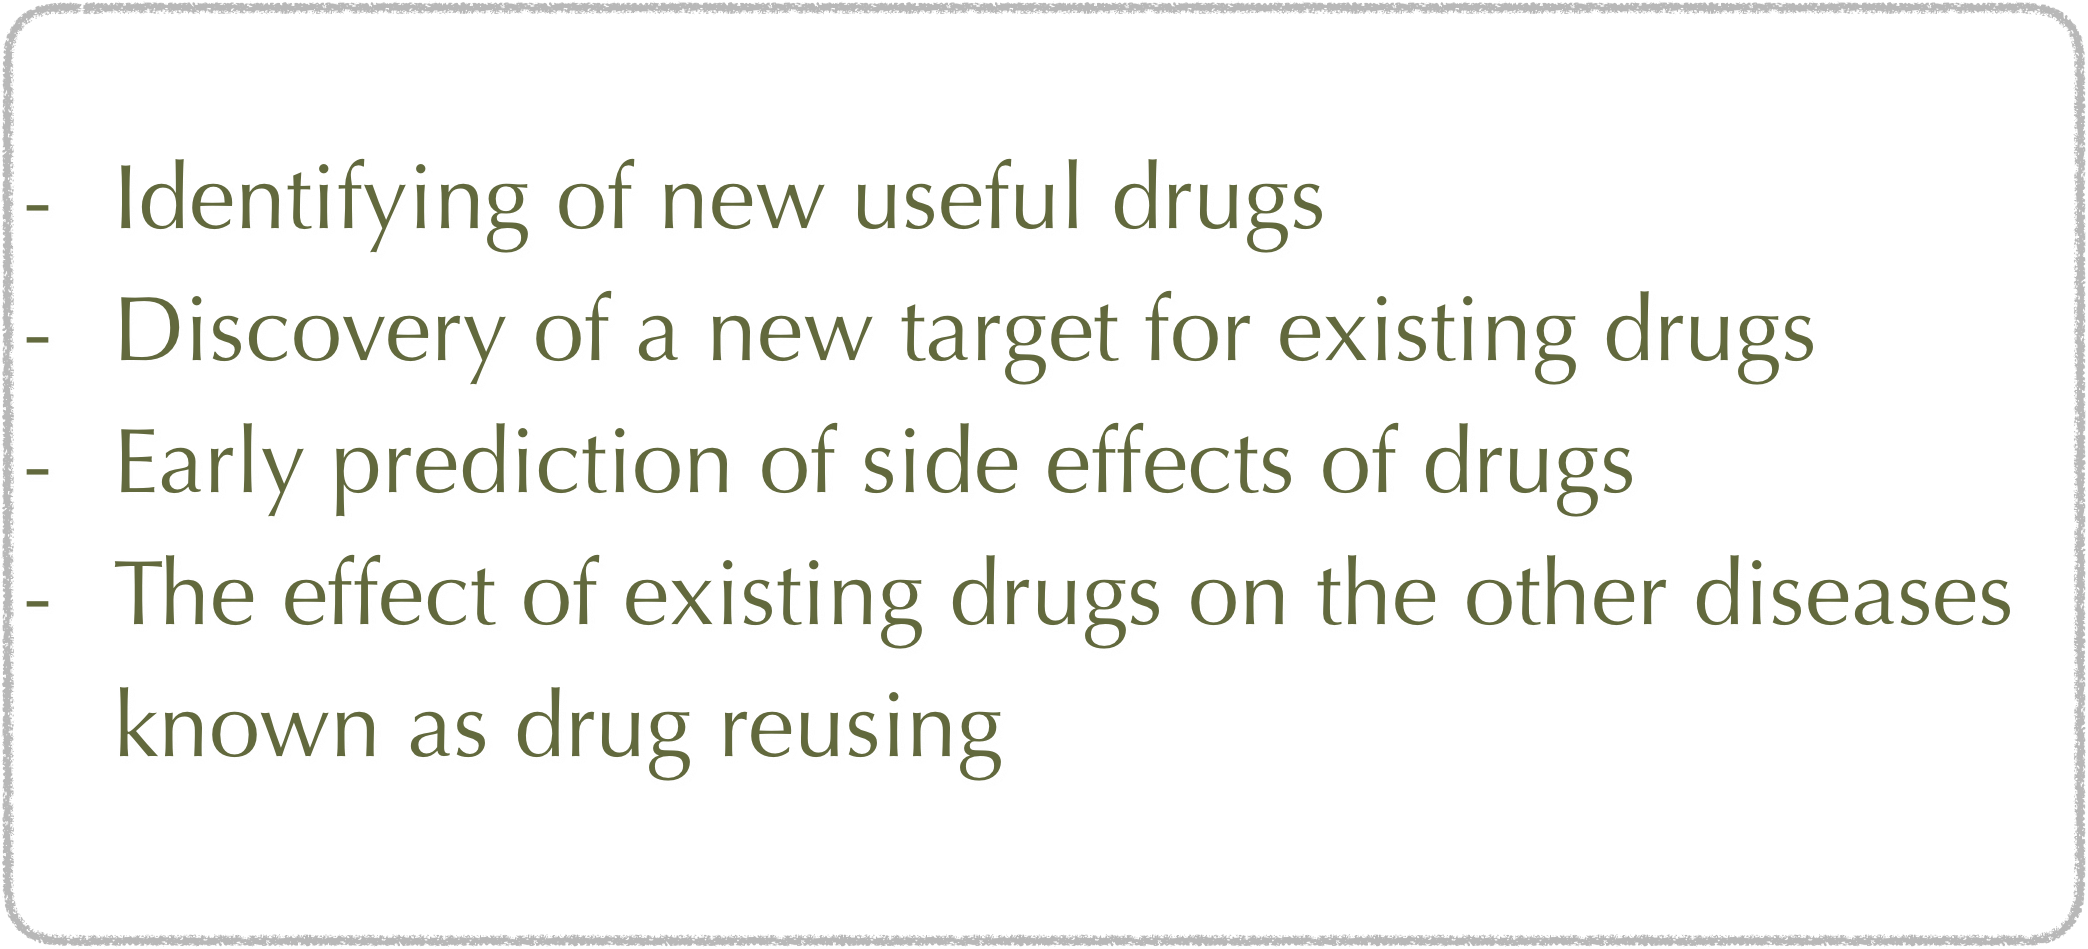 - Identifying of new useful drugs
- Discovery of a new target for existing drugs
- Early prediction of side effects of drugs
- The effect of existing drugs on the other diseases
known as drug reusing